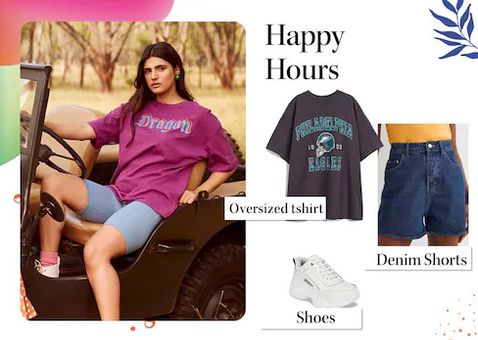 Happy
Hours
Dragon
PHILADELPHIA
EAGLES
Oversized tshirt
Denim Shorts
Shoes